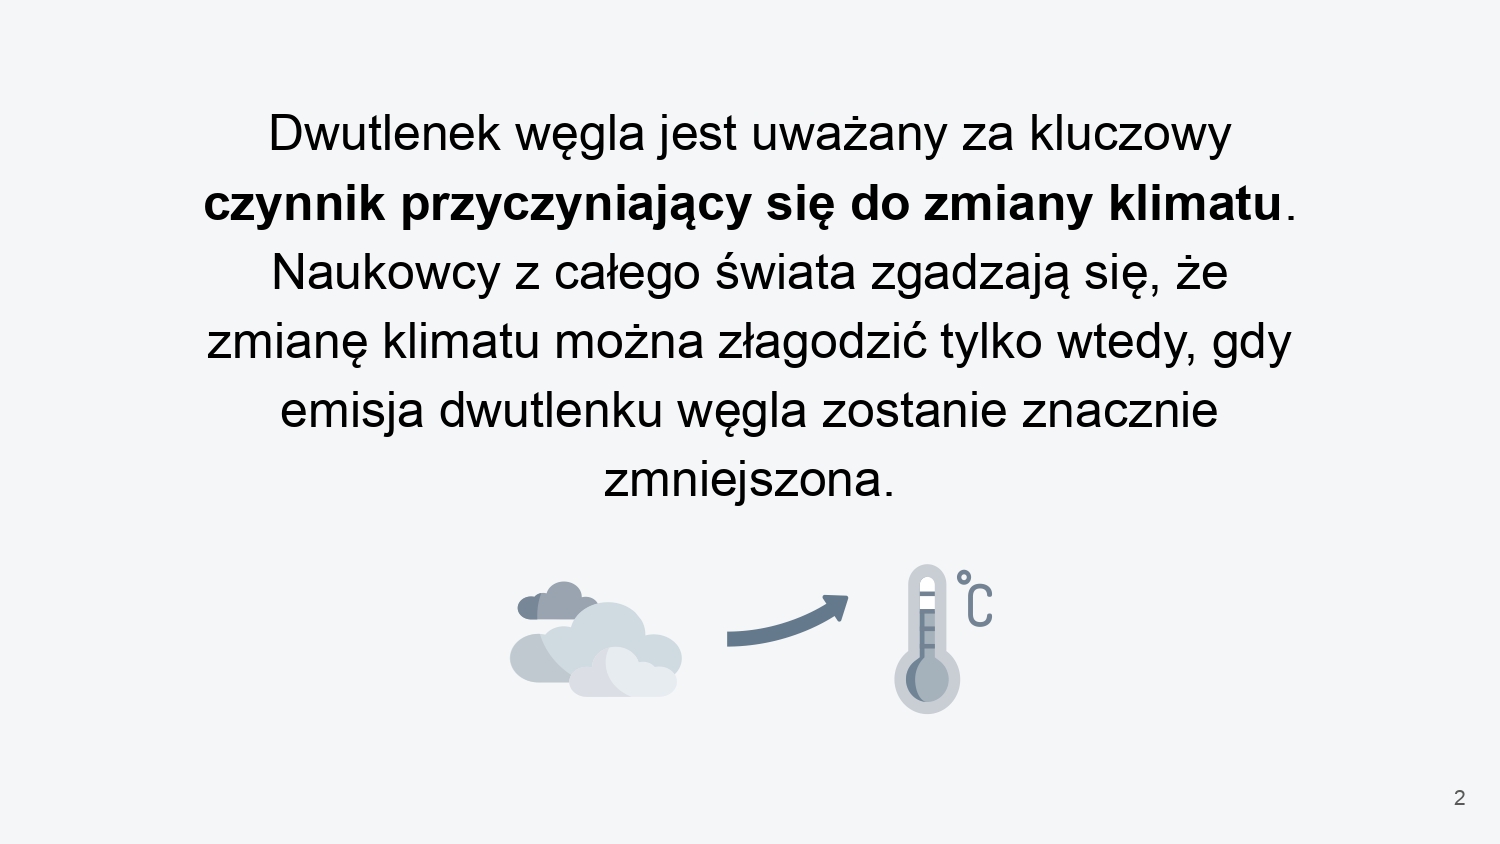 Dwutlenek węgla jest uważany za kluczowy
czynnik przyczyniający się do zmiany klimatu.
Naukowcy z całego świata zgadzają się, że
zmianę klimatu można złagodzić tylko wtedy, gdy
emisja dwutlenku węgla zostanie znacznie
zmniejszona.
°C
2